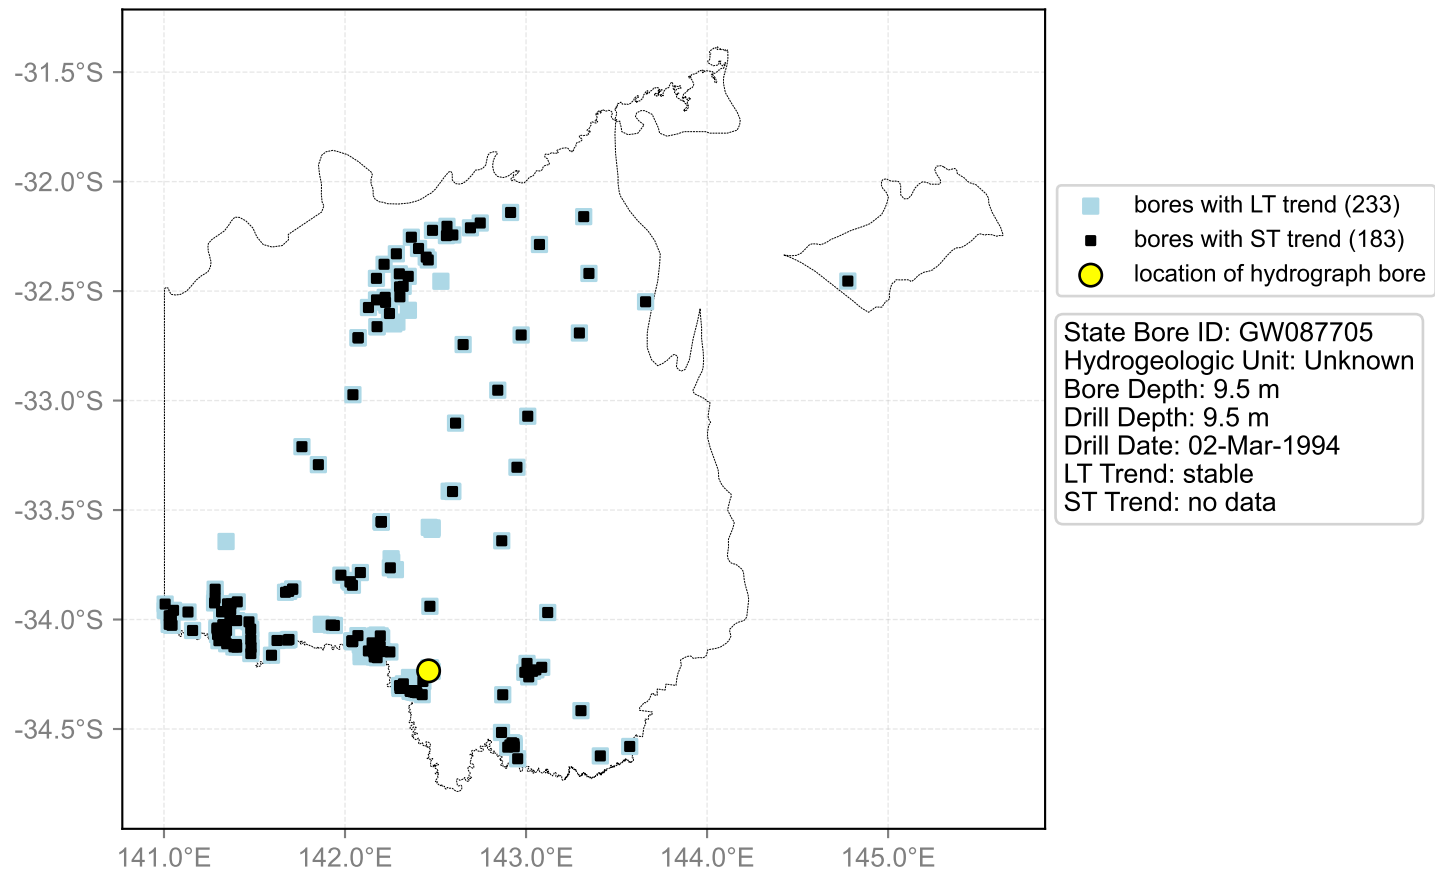 -31.5°S
-32.0°S
-32.5°S
-33.0°S
-33.5°S
-34.0°S
-34.5°S
141.0°E
142.0°E
143.0°E
144.0°E
145.0°E
bores with LT trend (233)
bores with ST trend (183)
location of hydrograph bore
State Bore ID: GW087705
Hydrogeologic Unit: Unknown
Bore Depth: 9.5 m
Drill Depth: 9.5 m
Drill Date: 02-Mar-1994
LT Trend: stable
ST Trend: no data